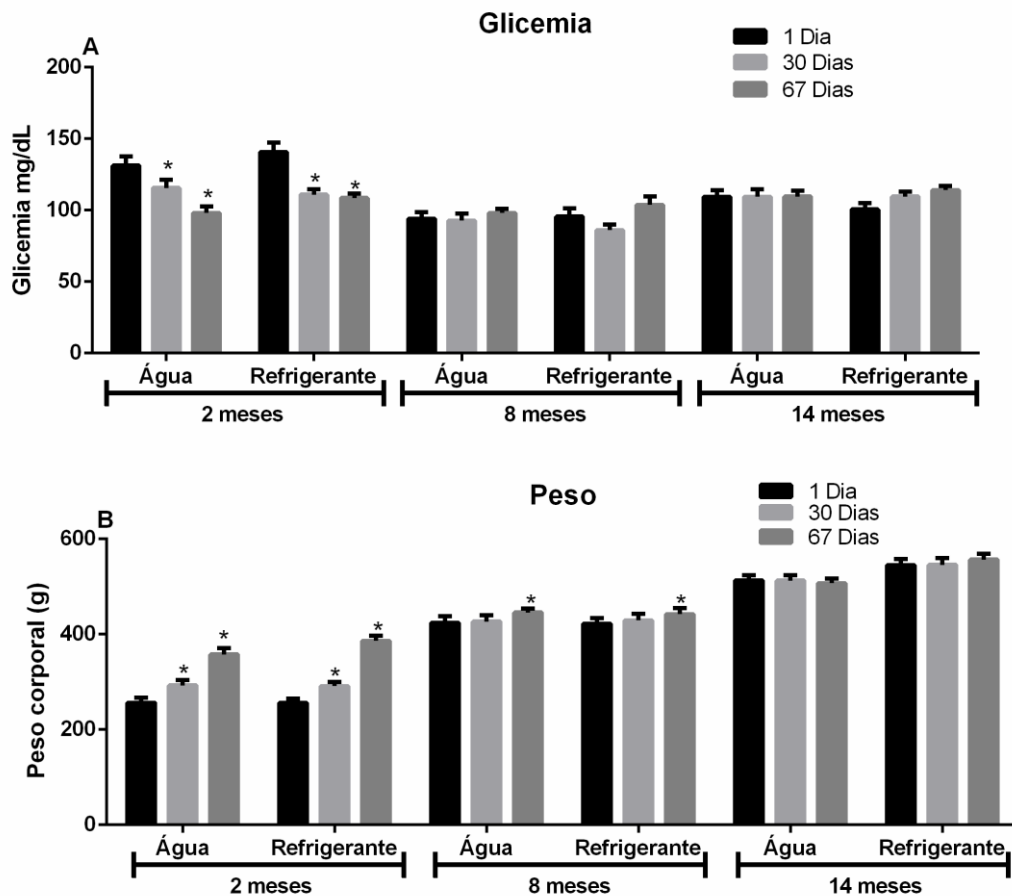 Glicemia
A
1 Dia
30 Dias
67 Dias
200
150
100
50
0
Glicemia mg/dL
* * * *
Água Refrigerante Água Refrigerante Água Refrigerante
2 meses 8 meses 14 meses
Peso
B
1 Dia
30 Dias
67 Dias
600
400
200
0
Peso corporal (g)
* * * * * *
Água Refrigerante Água Refrigerante Água Refrigerante
2 meses 8 meses 14 meses